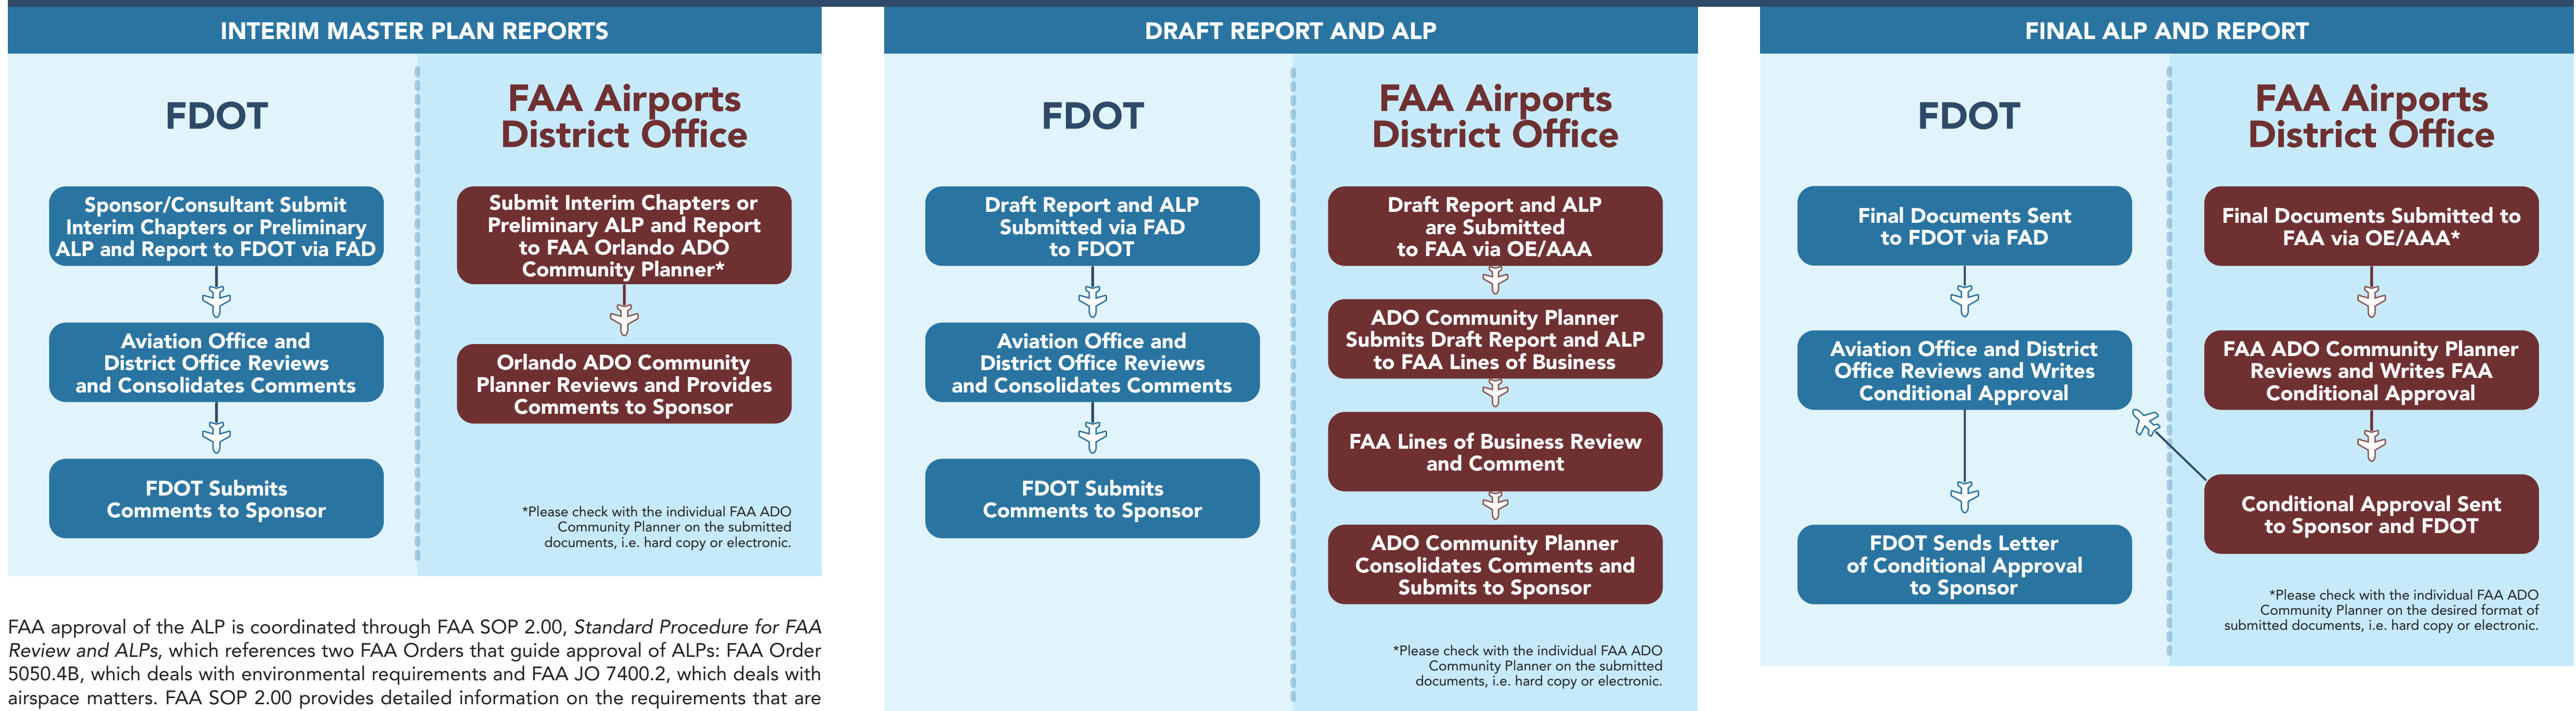 INTERIM MASTER PLAN REPORTS
FDOT
Sponsor/Consultant Submit
Interim Chapters or Preliminary
ALP and Report to FDOT via FAD
Aviation Office and
District Office Reviews
and Consolidates Comments
FDOT Submits
Comments to Sponsor
FAA Airports
District Office
Submit Interim Chapters or
Preliminary ALP and Report
to FAA Orlando ADO
Community Planner*
Orlando ADO Community
Planner Reviews and Provides
Comments to Sponsor
*Please check with the individual FAA ADO
Community Planner on the submitted
documents, i.e. hard copy or electronic.
FAA approval of the ALP is coordinated through FAA SOP 2.00, Standard Procedure for FAA
Review and ALPs, which references two FAA Orders that guide approval of ALPs: FAA Order
5050.4B, which deals with environmental requirements and FAA JO 7400.2, which deals with
airspace matters. FAA SOP 2.00 provides detailed information on the requirements that are
DRAFT REPORT AND ALP
FDOT
Draft Report and ALP
Submitted via FAD
to FDOT
Aviation Office and
District Office Reviews
and Consolidates Comments
FDOT Submits
Comments to Sponsor
FAA Airports
District Office
Draft Report and ALP
are Submitted
to FAA via OE/AAA
ADO Community Planner
Submits Draft Report and ALP
to FAA Lines of Business
FAA Lines of Business Review
and Comment
ADO Community Planner
Consolidates Comments and
Submits to Sponsor
*Please check with the individual FAA ADO
Community Planner on the submitted
documents, i.e. hard copy or electronic.
FINAL ALP AND REPORT
FDOT
Final Documents Sent
to FDOT via FAD
Aviation Office and District
Office Reviews and Writes
Conditional Approval
FDOT Sends Letter
of Conditional Approval
to Sponsor
FAA Airports
District Office
Final Documents Submitted to
FAA via OE/AAA*
FAA ADO Community Planner
Reviews and Writes FAA
Conditional Approval
Conditional Approval Sent
to Sponsor and FDOT
*Please check with the individual FAA ADO
Community Planner on the desired format of
submitted documents, i.e. hard copy or electronic.